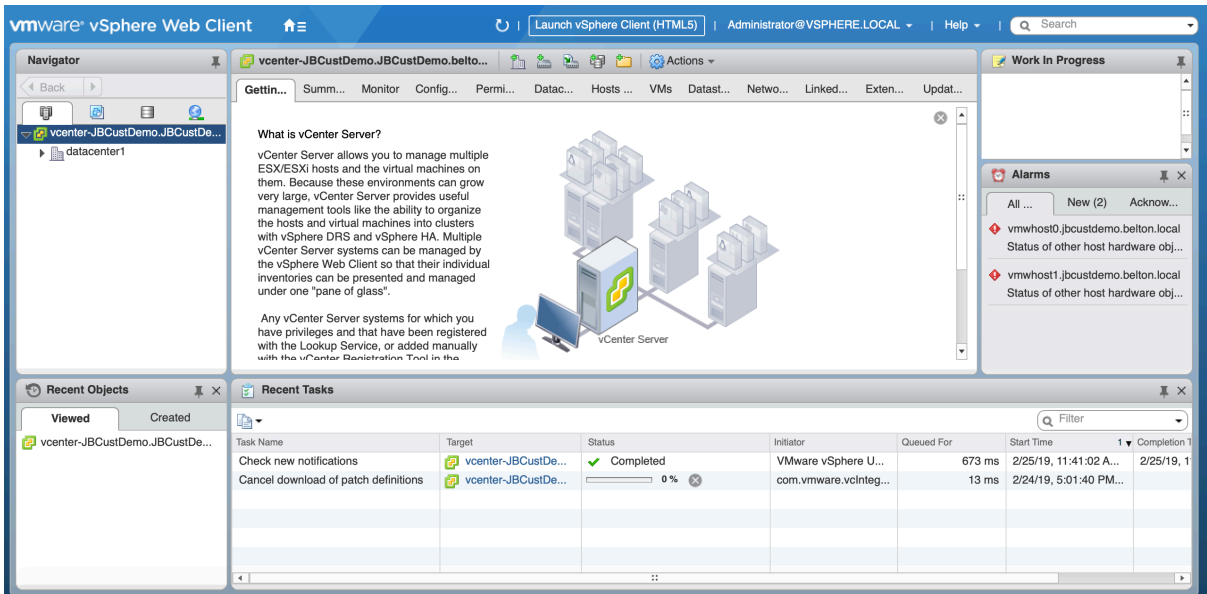 vmware® vSphere Web Client
Launch vSphere Client (HTML5)
Administrator@VSPHERE.LOCAL
Help
Search
Navigator
Back
vcenter-JBCustDemo.JBCustDe...
datacenter1
vcenter-JBCustDemo.JBCustDemo.belto...
Actions
Gettin... Summ... Monitor Config... Permi... Datac... Hosts ... VMs Datast... Netwo... Linked... Exten... Updat...
What is vCenter Server?
vCenter Server allows you to manage multiple
ESX/ESXi hosts and the virtual machines on
them. Because these environments can grow
very large, vCenter Server provides useful
management tools like the ability to organize
the hosts and virtual machines into clusters
with vSphere DRS and vSphere HA. Multiple
vCenter Server systems can be managed by
the vSphere Web Client so that their individual
inventories can be presented and managed
under one "pane of glass".
Any vCenter Server systems for which you
have privileges and that have been registered
with the Lookup Service, or added manually
with the vCenter Registration Tool in the
vCenter Server
Work In Progress
Alarms
All ... New (2) Acknow...
vmwhost0.jbcustdemo.belton.local
Status of other host hardware obj...
vmwhost1.jbcustdemo.belton.local
Status of other host hardware obj...
Recent Objects
Viewed Created
vcenter-JBCustDemo.JBCustDe...
Recent Tasks
Filter
Task Name Target Status Initiator Queued For Start Time 1 Completion T
Check new notifications vcenter-JBCustDe... Completed VMware vSphere U... 673 ms 2/25/19, 11:41:02 A... 2/25/19, 1
Cancel download of patch definitions vcenter-JBCustDe... 0 % com.vmware.vcInteg... 13 ms 2/24/19, 5:01:40 PM...